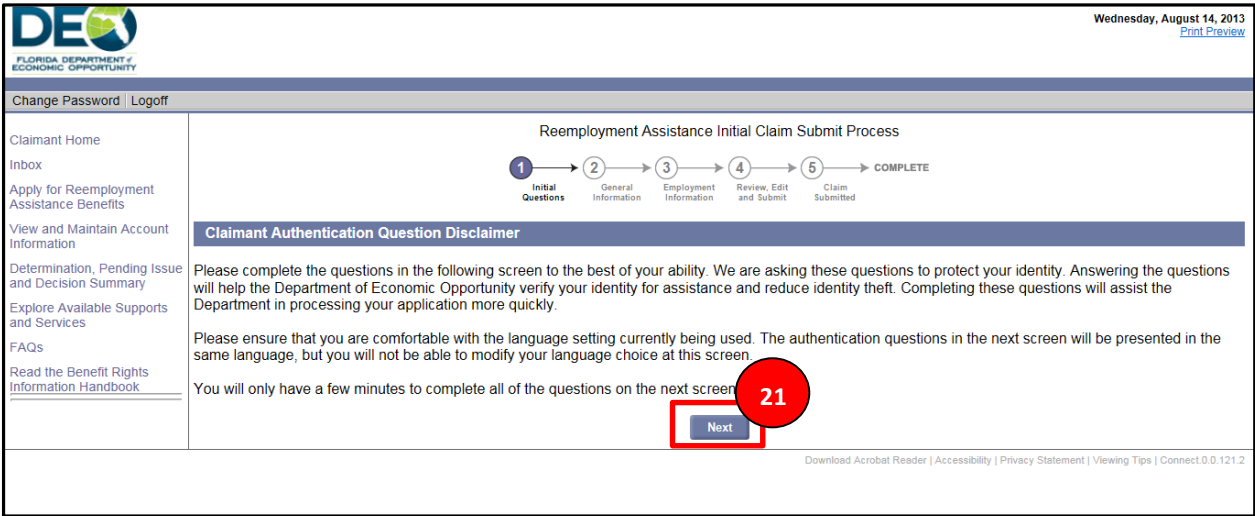 DEO
FLORIDA DEPARTMENT of
ECONOMIC OPPORTUNITY
Wednesday, August 14, 2013
Print Preview
Change Password | Logoff
Claimant Home
Inbox
Apply for Reemployment
Assistance Benefits
View and Maintain Account
Information
Determination, Pending Issue
and Decision Summary
Explore Available Supports
and Services
FAQs
Read the Benefit Rights
Information Handbook
Reemployment Assistance Initial Claim Submit Process
1 2 3 4 5 COMPLETE
Initial
Questions
General
Information
Employment
Information
Review, Edit
and Submit
Claim
Submitted
Claimant Authentication Question Disclaimer
Please complete the questions in the following screen to the best of your ability. We are asking these questions to protect your identity. Answering the questions
will help the Department of Economic Opportunity verify your identity for assistance and reduce identity theft. Completing these questions will assist the
Department in processing your application more quickly.
Please ensure that you are comfortable with the language setting currently being used. The authentication questions in the next screen will be presented in the
same language, but you will not be able to modify your language choice at this screen.
You will only have a few minutes to complete all of the questions on the next screen
21
Next
Download Acrobat Reader | Accessibility | Privacy Statement | Viewing Tips | Connect.0.0.121.2